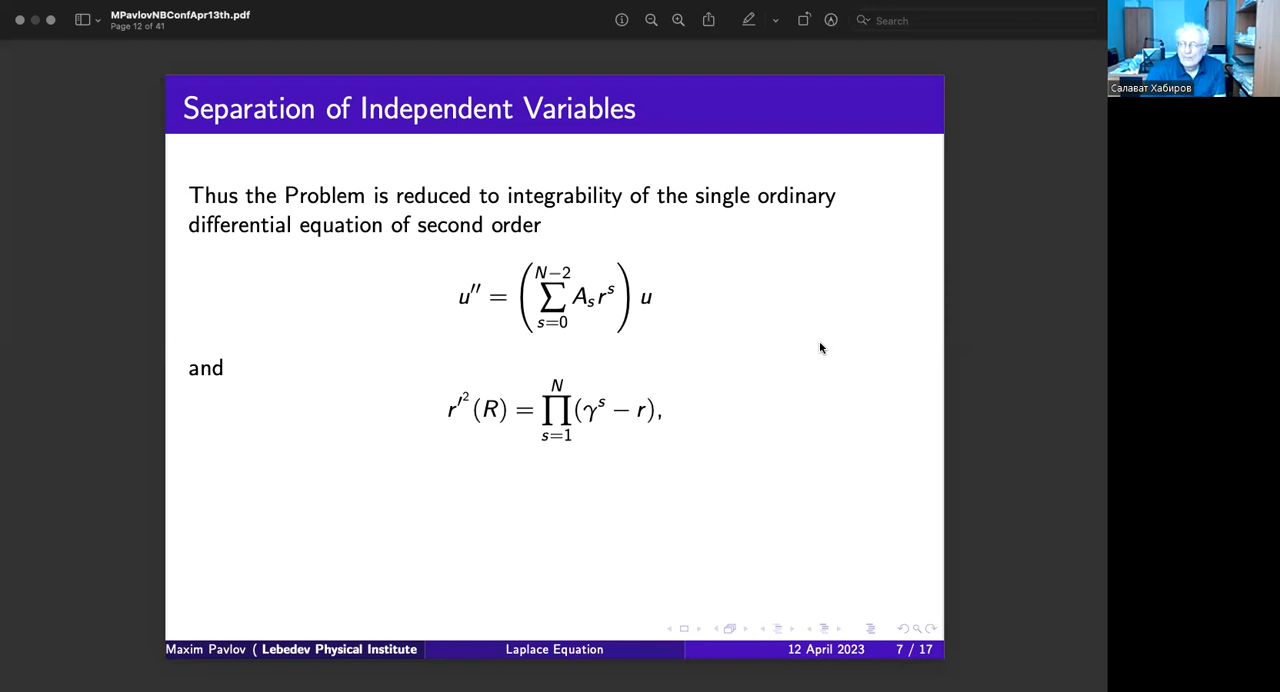 MPavlovNBConfApr13th.pdf
Page 12 of 41
Search
Салават Хабиров
Separation of Independent Variables
Thus the Problem is reduced to integrability of the single ordinary
differential equation of second order
u′′ = (∑_{s=0}^{N−2} A_s r^s) u
and
r′²(R) = ∏_{s=1}^{N} (γ^s − r),
Maxim Pavlov ( Lebedev Physical Institute
Laplace Equation
12 April 2023
7 / 17